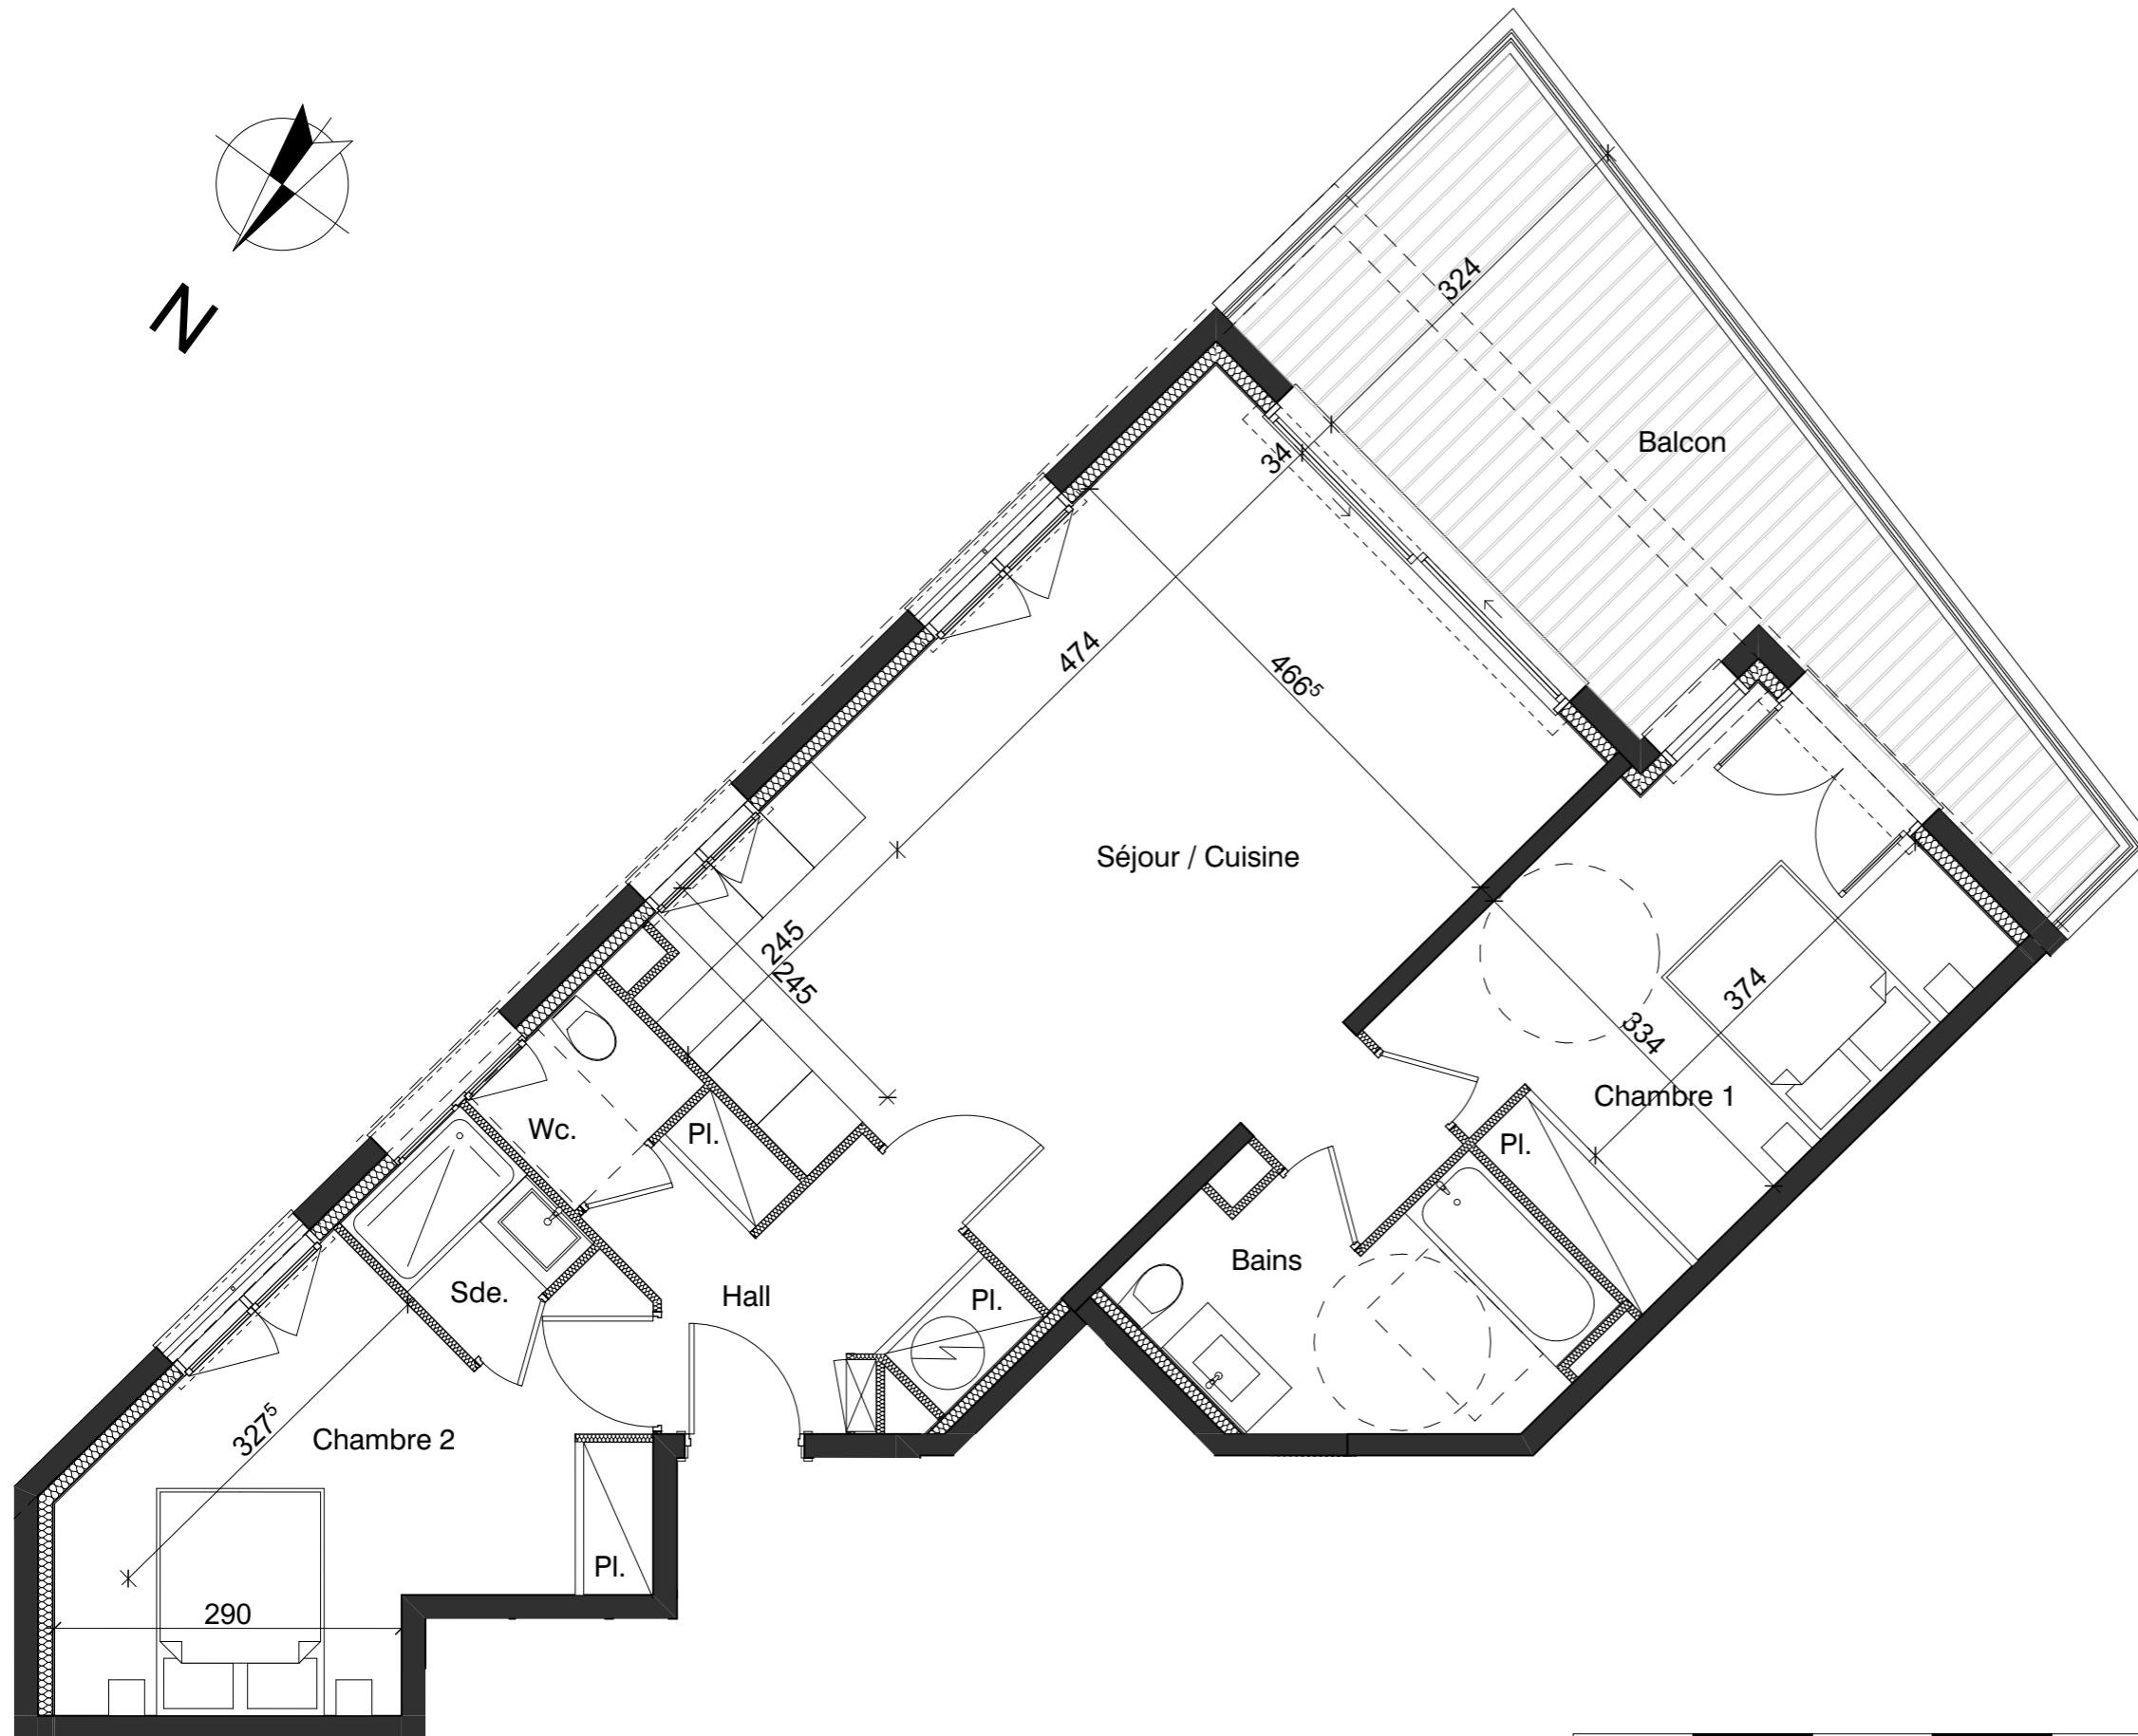 N
324
Balcon
34
474
466⁵
Séjour / Cuisine
245
245
374
334
Chambre 1
Wc.
Pl.
Pl.
Bains
Sde.
Hall
Pl.
327⁵
Chambre 2
Pl.
290